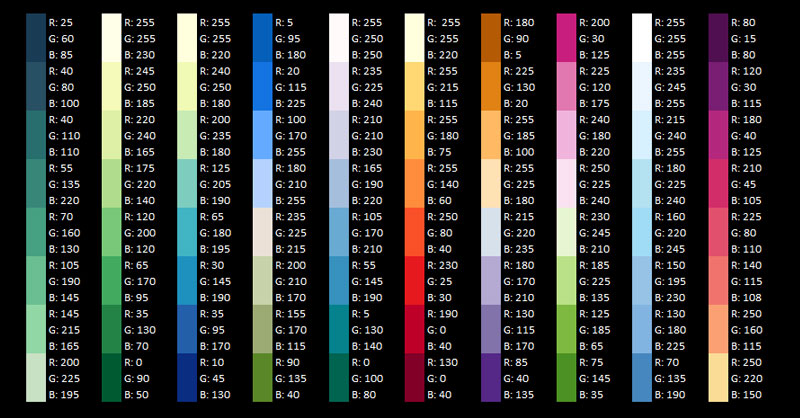 R: 25
G: 60
B: 85
R: 40
G: 80
B: 100
R: 40
G: 110
B: 110
R: 55
G: 135
B: 220
R: 70
G: 160
B: 130
R: 105
G: 190
B: 145
R: 145
G: 215
B: 165
R: 200
G: 225
B: 195
R: 255
G: 255
B: 230
R: 245
G: 250
B: 185
R: 220
G: 240
B: 165
R: 175
G: 220
B: 140
R: 120
G: 200
B: 120
R: 65
G: 170
B: 95
R: 35
G: 130
B: 70
R: 0
G: 90
B: 50
R: 255
G: 255
B: 220
R: 240
G: 250
B: 180
R: 200
G: 235
B: 180
R: 125
G: 205
B: 190
R: 65
G: 180
B: 195
R: 30
G: 145
B: 190
R: 35
G: 95
B: 170
R: 10
G: 45
B: 130
R: 5
G: 95
B: 180
R: 20
G: 115
B: 225
R: 100
G: 170
B: 255
R: 180
G: 210
B: 255
R: 235
G: 225
B: 215
R: 200
G: 210
B: 170
R: 155
G: 170
B: 115
R: 90
G: 135
B: 40
R: 255
G: 250
B: 250
R: 235
G: 225
B: 240
R: 210
G: 210
B: 230
R: 165
G: 190
B: 220
R: 105
G: 170
B: 210
R: 55
G: 145
B: 190
R: 5
G: 130
B: 140
R: 0
G: 100
B: 80
R: 255
G: 255
B: 220
R: 255
G: 215
B: 115
R: 255
G: 180
B: 75
R: 255
G: 140
B: 60
R: 250
G: 80
B: 40
R: 230
G: 25
B: 30
R: 190
G: 0
B: 40
R: 130
G: 0
B: 40
R: 180
G: 90
B: 5
R: 225
G: 130
B: 20
R: 255
G: 185
B: 100
R: 255
G: 225
B: 180
R: 215
G: 220
B: 235
R: 180
G: 170
B: 210
R: 130
G: 115
B: 170
R: 85
G: 40
B: 135
R: 200
G: 30
B: 125
R: 225
G: 120
B: 175
R: 240
G: 180
B: 220
R: 250
G: 225
B: 240
R: 230
G: 245
B: 210
R: 185
G: 225
B: 135
R: 125
G: 185
B: 65
R: 75
G: 145
B: 35
R: 255
G: 255
B: 255
R: 235
G: 245
B: 255
R: 215
G: 240
B: 255
R: 180
G: 225
B: 240
R: 160
G: 220
B: 245
R: 150
G: 195
B: 230
R: 130
G: 180
B: 225
R: 70
G: 135
B: 190
R: 80
G: 15
B: 80
R: 120
G: 30
B: 115
R: 180
G: 40
B: 125
R: 210
G: 45
B: 105
R: 225
G: 80
B: 110
R: 140
G: 115
B: 108
R: 250
G: 160
B: 115
R: 250
G: 220
B: 150